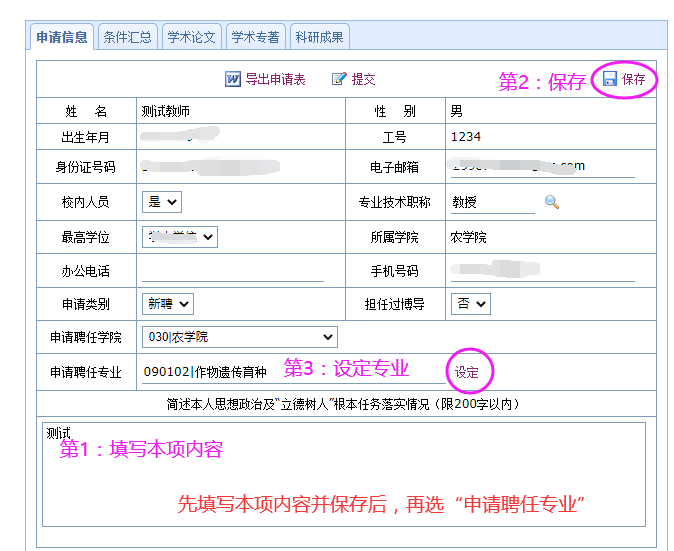 申请信息 条件汇总 学术论文 学术专著 科研成果
导出申请表 提交 第2：保存 保存
姓 名 测试教师 性 别 男
出生年月 工号 1234
身份证号码 电子邮箱 .com
校内人员 是 专业技术职称 教授
最高学位 所属学院 农学院
办公电话 手机号码
申请类别 新聘 担任过博导 否
申请聘任学院 030|农学院
申请聘任专业 090102|作物遗传育种 第3：设定专业 设定
简述本人思想政治及“立德树人”根本任务落实情况（限200字以内）
测试
第1：填写本项内容
先填写本项内容并保存后，再选“申请聘任专业”